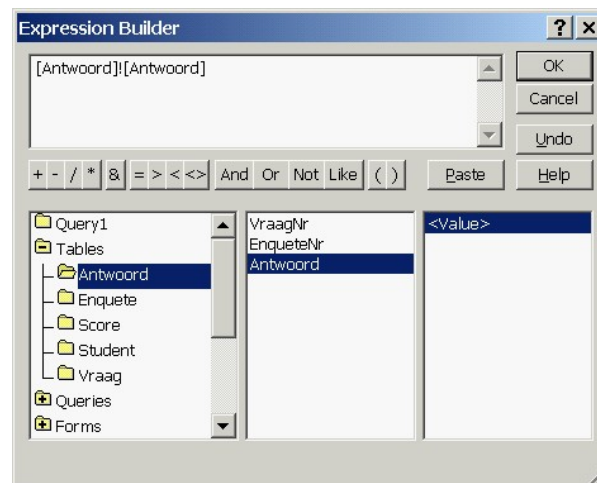 Expression Builder
? ×
[Antwoord]![Antwoord]
OK
Cancel
Undo
+ - / * & = > < <> And Or Not Like ( ) Paste Help
Query1
Tables
Antwoord
Enquete
Score
Student
Vraag
Queries
Forms
VraagNr
EnqueteNr
Antwoord
<Value>